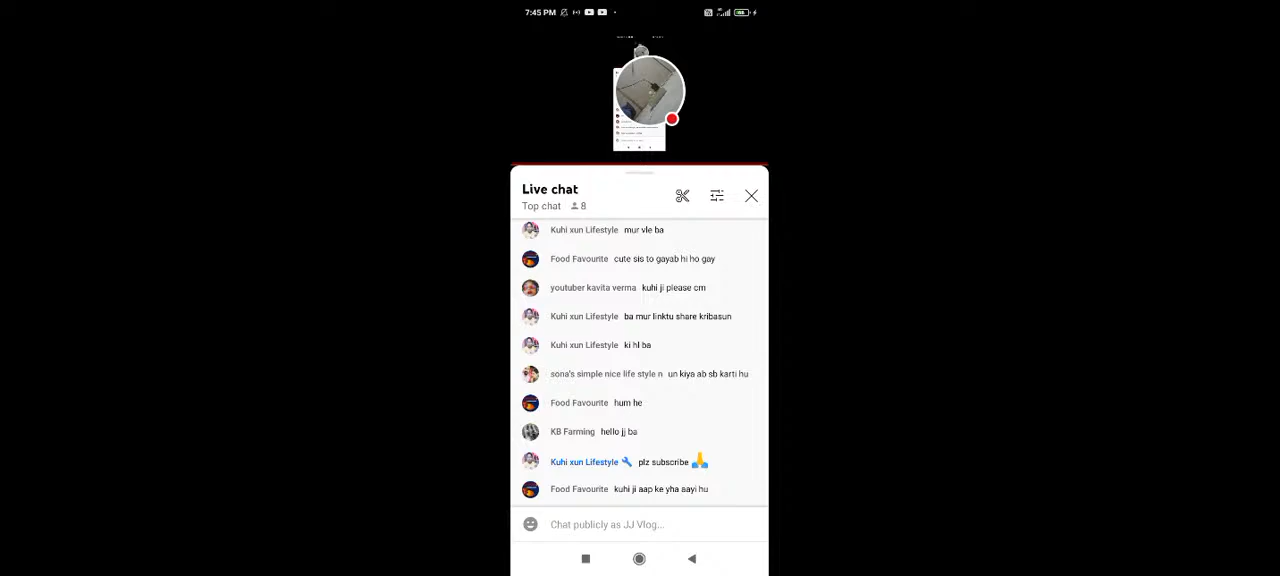 7:45 PM
Live chat
Top chat 8
Kuhi xun Lifestyle mur vle ba
Food Favourite cute sis to gayab hi ho gay
youtuber kavita verma kuhi ji please cm
Kuhi xun Lifestyle ba mur linktu share kribasun
Kuhi xun Lifestyle ki hl ba
sona's simple nice life style n un kiya ab sb karti hu
Food Favourite hum he
KB Farming hello jj ba
Kuhi xun Lifestyle plz subscribe 🙏
Food Favourite kuhi ji aap ke yha aayi hu
Chat publicly as JJ Vlog...